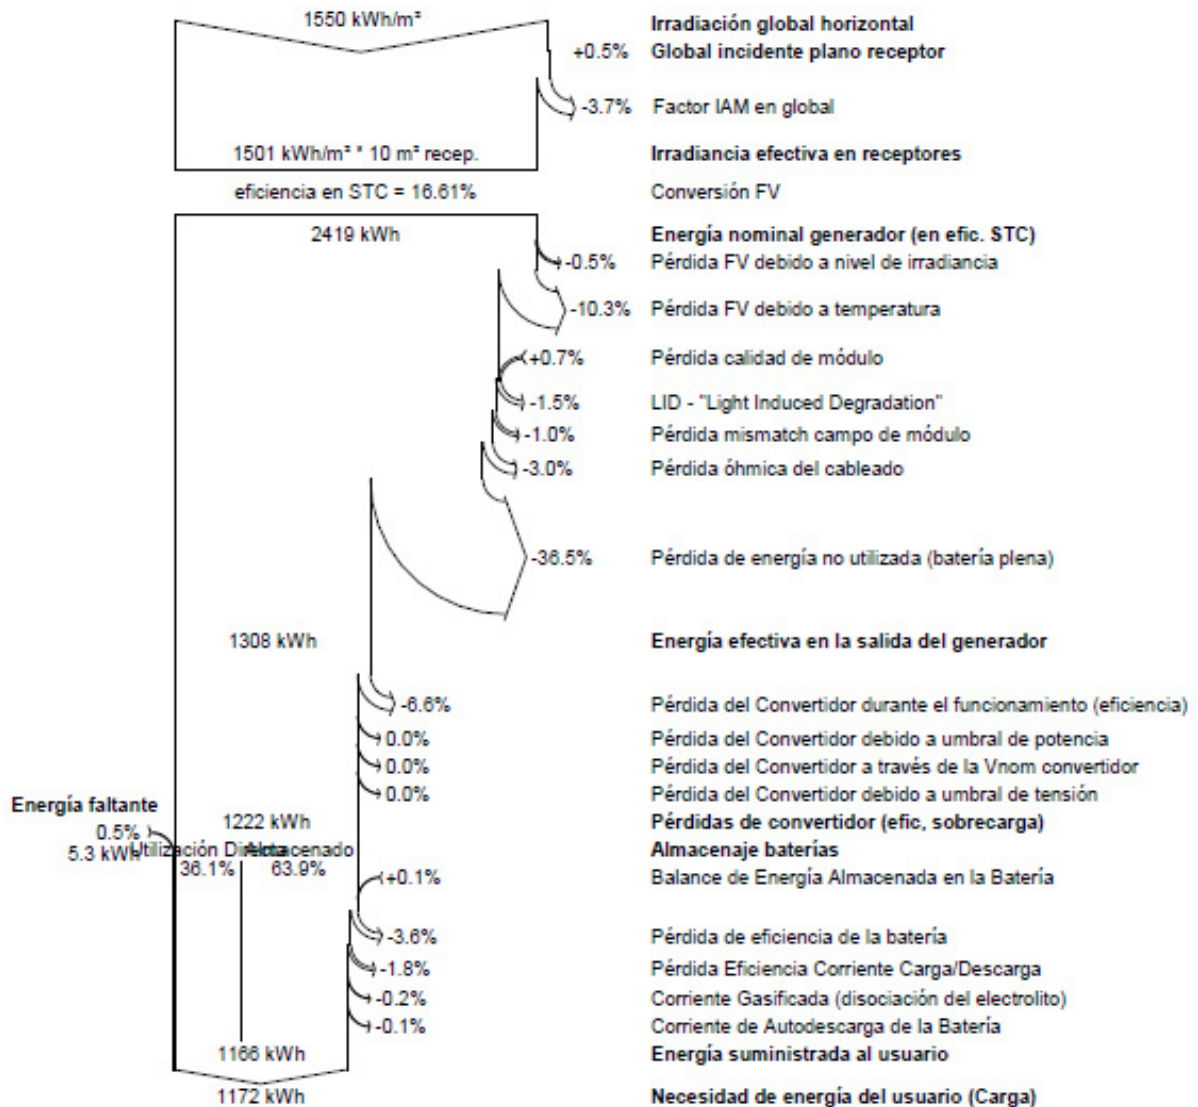 1550 kWh/m² Irradiación global horizontal
+0.5% Global incidente plano receptor
-3.7% Factor IAM en global
1501 kWh/m² * 10 m² recep. Irradiancia efectiva en receptores
eficiencia en STC = 16.61% Conversión FV
2419 kWh Energía nominal generador (en efic. STC)
-0.5% Pérdida FV debido a nivel de irradiancia
-10.3% Pérdida FV debido a temperatura
+0.7% Pérdida calidad de módulo
-1.5% LID - "Light Induced Degradation"
-1.0% Pérdida mismatch campo de módulo
-3.0% Pérdida óhmica del cableado
-36.5% Pérdida de energía no utilizada (batería plena)
1308 kWh Energía efectiva en la salida del generador
-6.6% Pérdida del Convertidor durante el funcionamiento (eficiencia)
0.0% Pérdida del Convertidor debido a umbral de potencia
0.0% Pérdida del Convertidor a través de la Vnom convertidor
0.0% Pérdida del Convertidor debido a umbral de tensión
Energía faltante
0.5% 1222 kWh Pérdidas de convertidor (efic, sobrecarga)
5.3 kWh Utilización Directa Almacenado Almacenaje baterías
36.1% 63.9% +0.1% Balance de Energía Almacenada en la Batería
-3.6% Pérdida de eficiencia de la batería
-1.8% Pérdida Eficiencia Corriente Carga/Descarga
-0.2% Corriente Gasificada (disociación del electrolito)
-0.1% Corriente de Autodescarga de la Batería
1166 kWh Energía suministrada al usuario
1172 kWh Necesidad de energía del usuario (Carga)